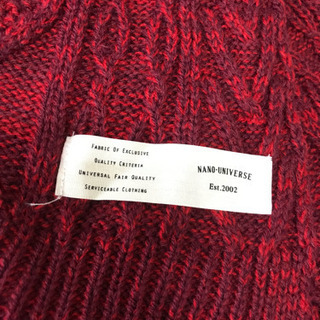 Fabric Of Exclusive
Quality Criteria
Universal Fair Quality
Serviceable Clothing
NANO·UNIVERSE
Est.2002